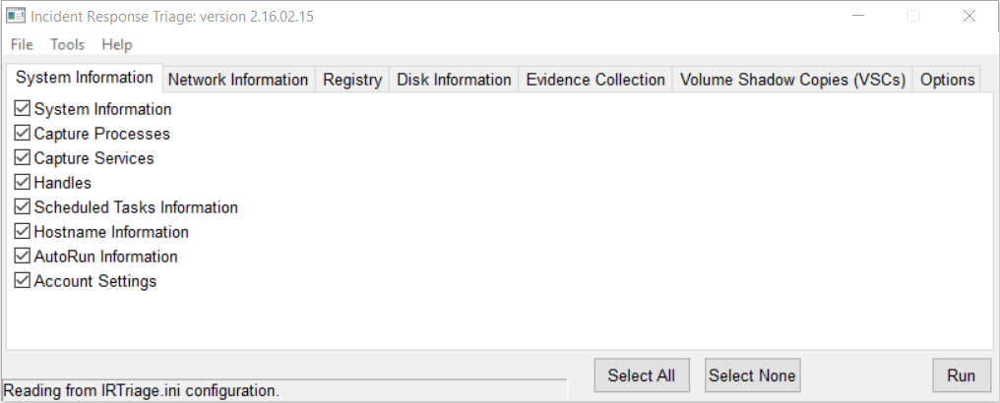 Incident Response Triage: version 2.16.02.15
File Tools Help
System Information Network Information Registry Disk Information Evidence Collection Volume Shadow Copies (VSCs) Options
System Information
Capture Processes
Capture Services
Handles
Scheduled Tasks Information
Hostname Information
AutoRun Information
Account Settings
Select All Select None Run
Reading from IRTriage.ini configuration.